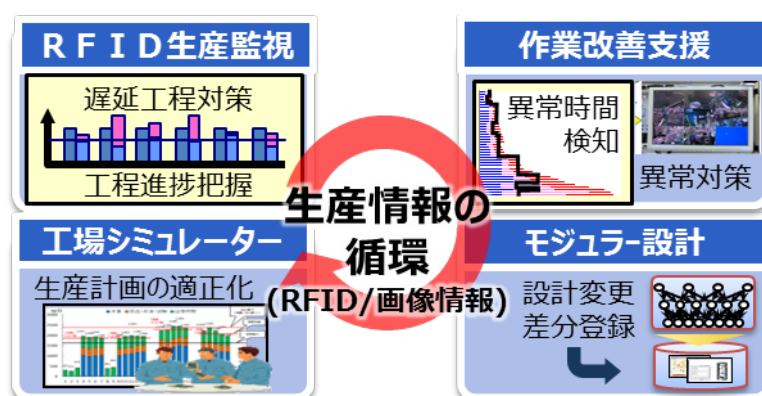 ＲＦＩＤ生産監視
遅延工程対策
工程進捗把握
作業改善支援
異常時間
検知
異常対策
生産情報の
循環
(RFID/画像情報)
工場シミュレーター
生産計画の適正化
モジュラー設計
設計変更
差分登録